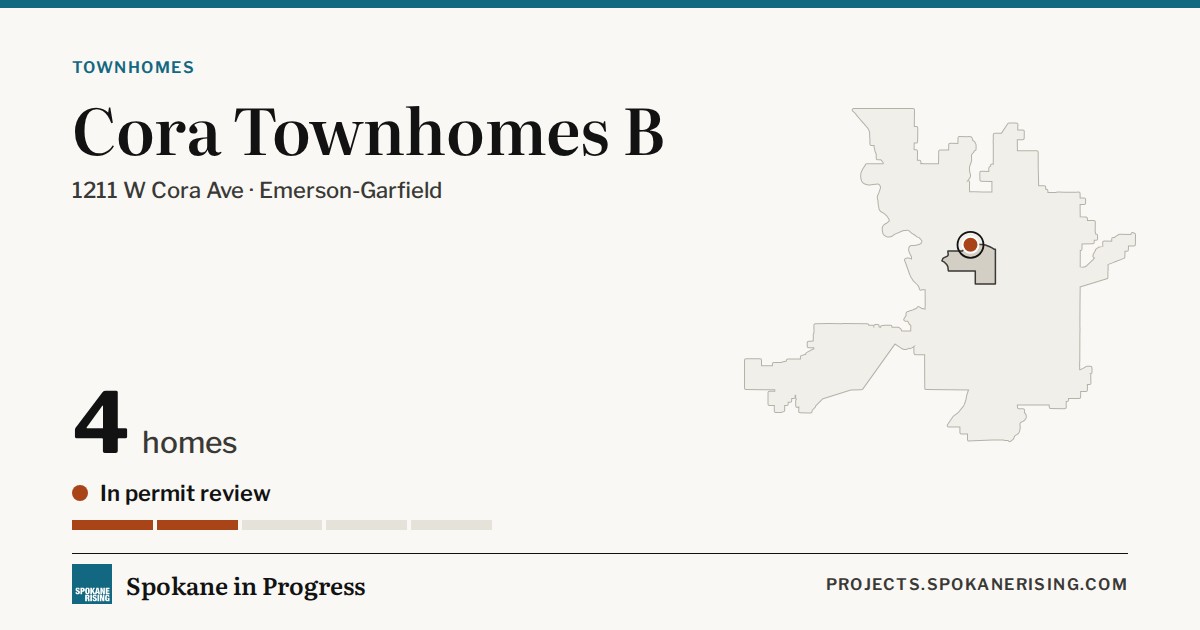 TOWNHOMES
Cora Townhomes B
1211 W Cora Ave · Emerson-Garfield
4 homes
In permit review
SPOKANE
RISING
Spokane in Progress
PROJECTS.SPOKANERISING.COM